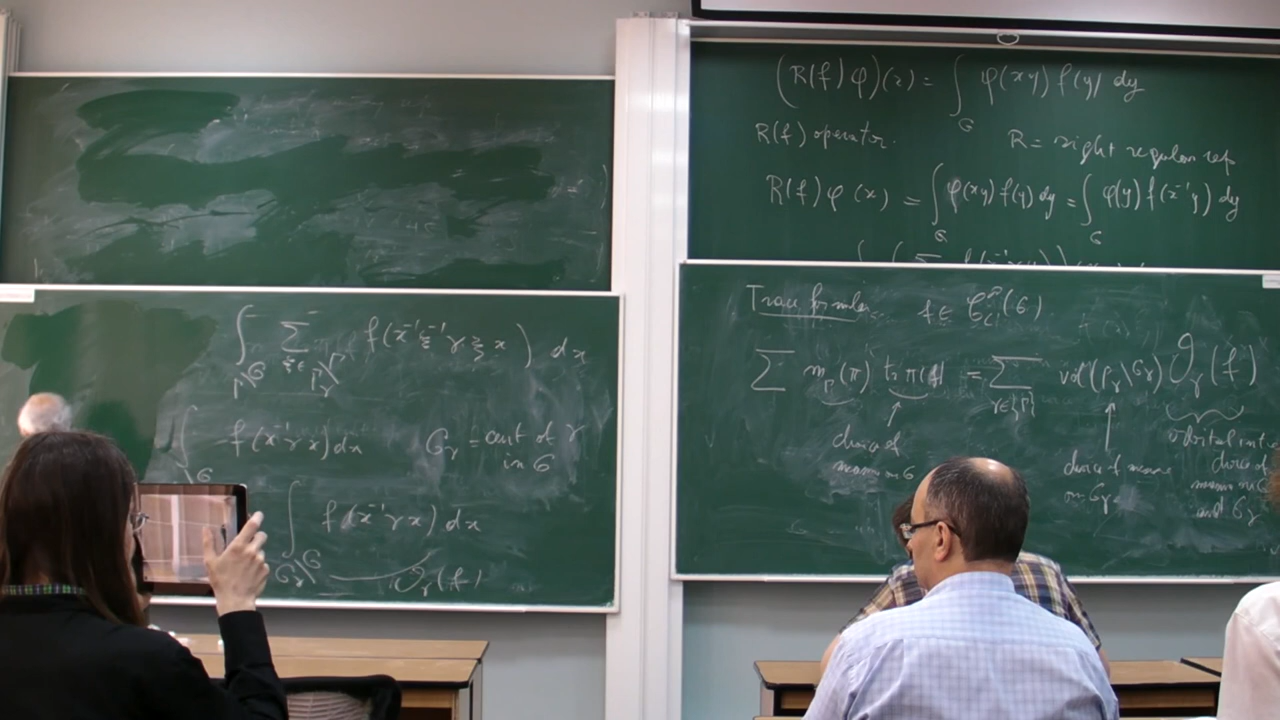 ∫_{Γ\G} Σ_{ξ∈Γ_γ\Γ} f(x⁻¹ξ⁻¹γξx) dx
∫_G f(x⁻¹γx)dx G_γ = cent of γ
in G
∫_{G_γ\G} f(x⁻¹γx) dx
O_γ(f)
(R(f)φ)(x) = ∫_G φ(xy) f(y) dy
R(f) operator. R = right regular rep
R(f)φ(x) = ∫_G φ(xy) f(y) dy = ∫_G φ(y) f(x⁻¹y) dy
Trace formula f ∈ C_c^∞(G)
Σ m_Γ(π) tr π(f) = Σ_{γ∈{Γ}} vol(Γ_γ\G_γ) O_γ(f)
choice of
measure on G
choice of measure
on G_γ
orbital
choice of
measure on G
and G_γ